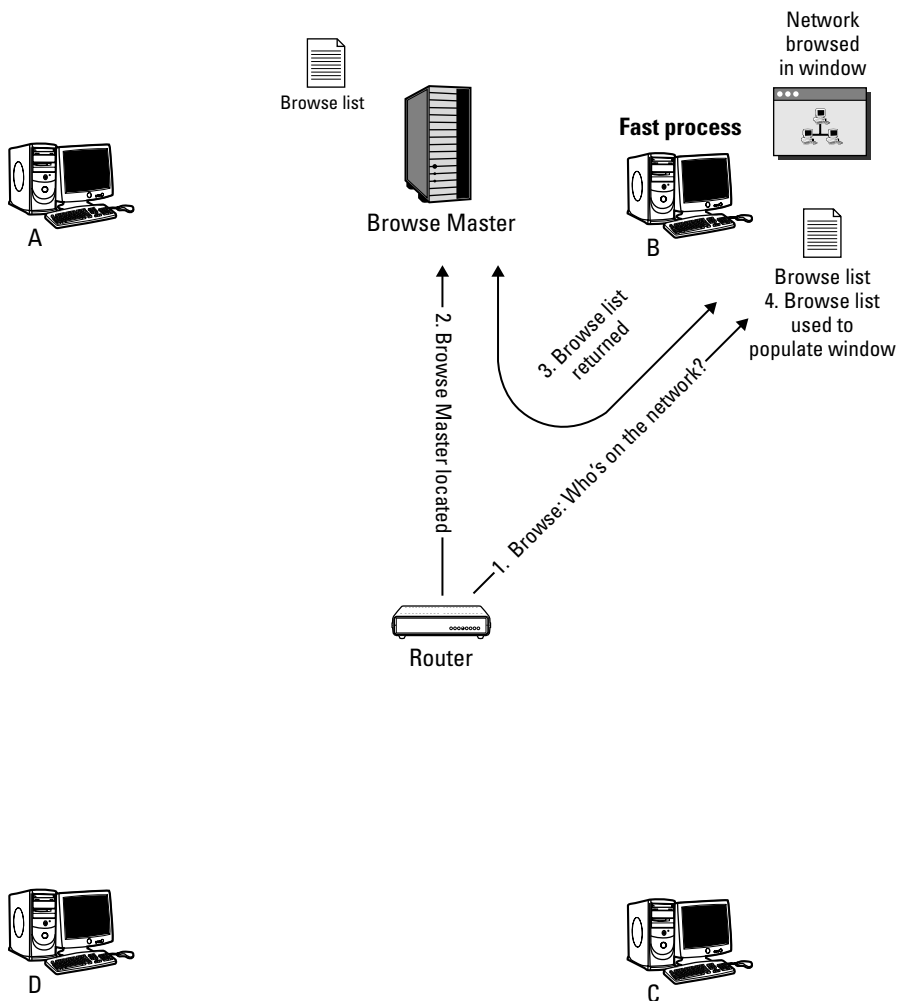 Network
browsed
in window
Browse list
Fast process
A
Browse Master
B
Browse list
4. Browse list
used to
populate window
2. Browse Master located
3. Browse list
returned
1. Browse: Who's on the network?
Router
D
C